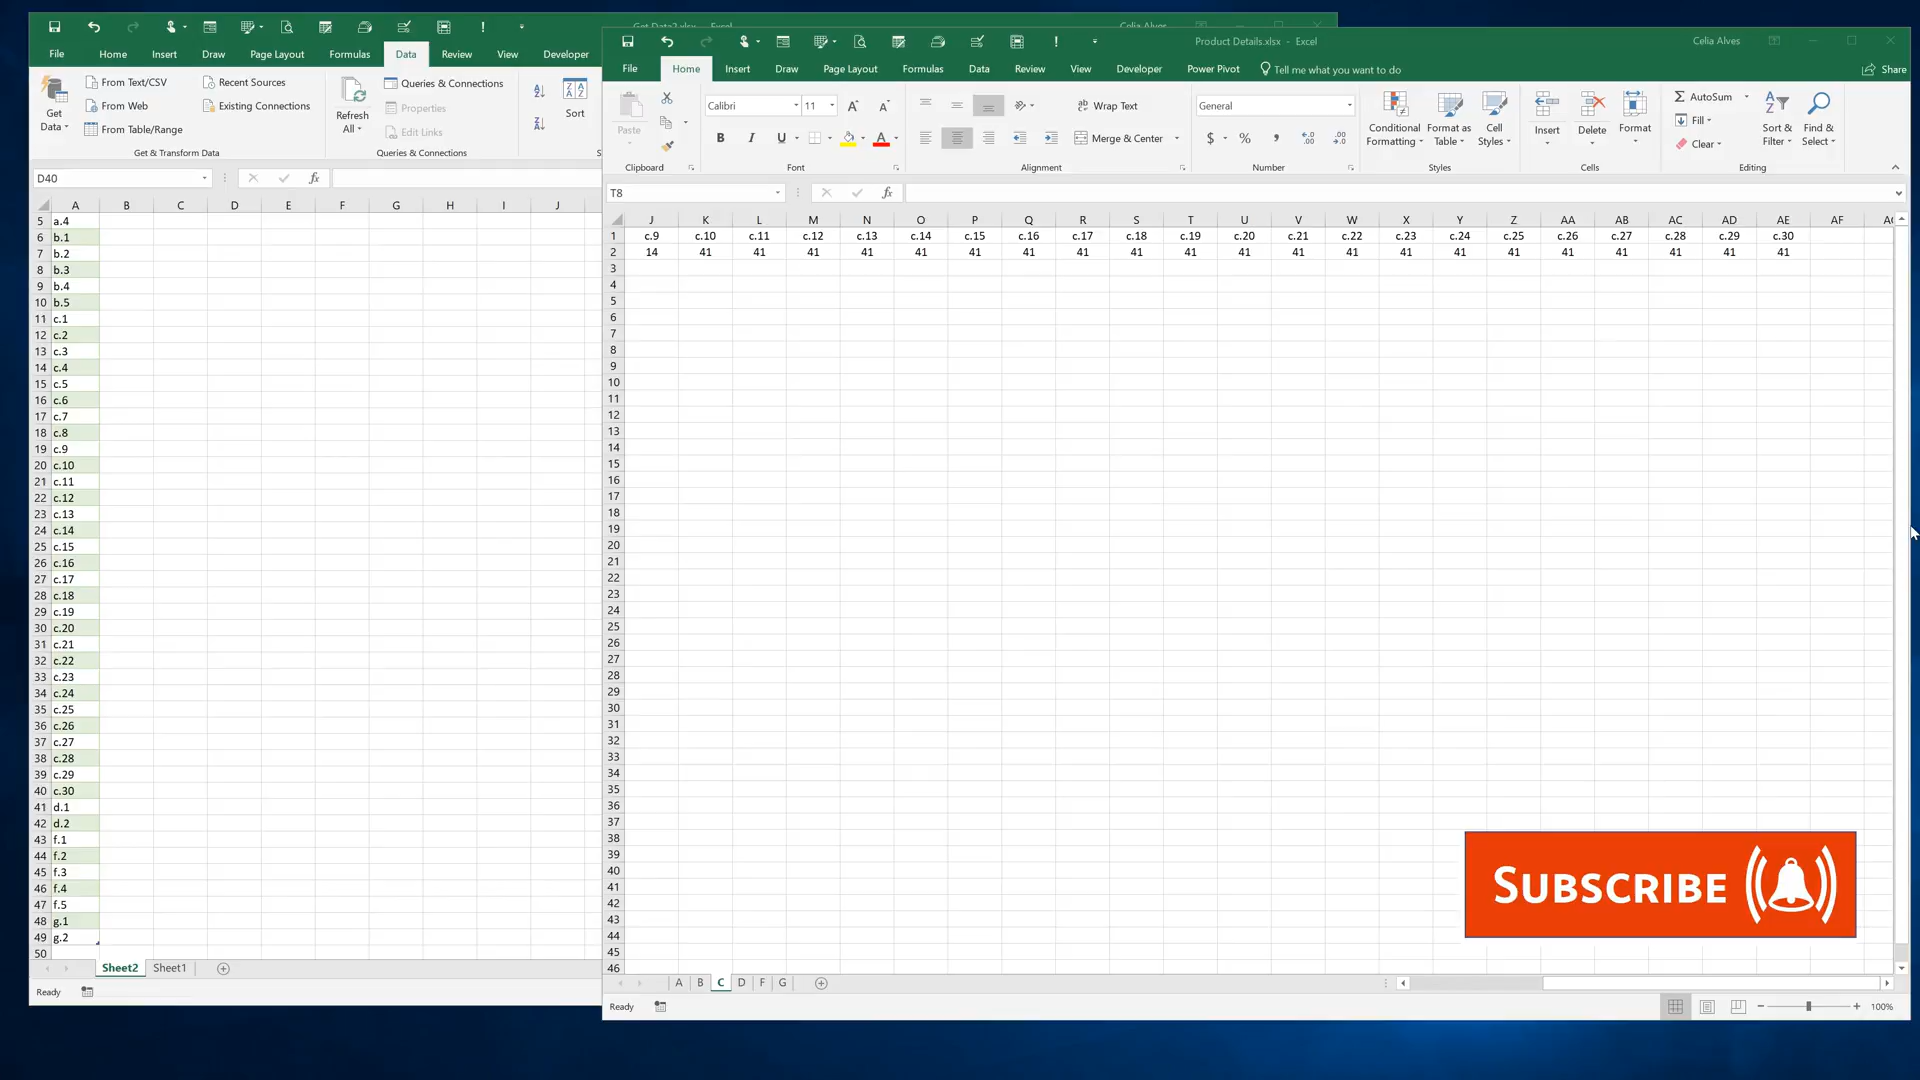 Get Data2.xlsx - Excel
Celia Alves
File Home Insert Draw Page Layout Formulas Data Review View Developer
Get Data
From Text/CSV
From Web
From Table/Range
Recent Sources
Existing Connections
Get & Transform Data
Refresh All
Queries & Connections
Properties
Edit Links
Queries & Connections
Sort
D40
fx
A B C D E F G H I J
5 a.4
6 b.1
7 b.2
8 b.3
9 b.4
10 b.5
11 c.1
12 c.2
13 c.3
14 c.4
15 c.5
16 c.6
17 c.7
18 c.8
19 c.9
20 c.10
21 c.11
22 c.12
23 c.13
24 c.14
25 c.15
26 c.16
27 c.17
28 c.18
29 c.19
30 c.20
31 c.21
32 c.22
33 c.23
34 c.24
35 c.25
36 c.26
37 c.27
38 c.28
39 c.29
40 c.30
41 d.1
42 d.2
43 f.1
44 f.2
45 f.3
46 f.4
47 f.5
48 g.1
49 g.2
50
Sheet2 Sheet1
Ready
Product Details.xlsx - Excel
Celia Alves
File Home Insert Draw Page Layout Formulas Data Review View Developer Power Pivot Tell me what you want to do Share
Paste
Clipboard
Calibri 11
B I U
Font
Wrap Text
Merge & Center
Alignment
General
$ % ,
Number
Conditional Formatting
Format as Table
Cell Styles
Styles
Insert Delete Format
Cells
AutoSum
Fill
Clear
Sort & Filter
Find & Select
Editing
T8
fx
J K L M N O P Q R S T U V W X Y Z AA AB AC AD AE AF
1 c.9 c.10 c.11 c.12 c.13 c.14 c.15 c.16 c.17 c.18 c.19 c.20 c.21 c.22 c.23 c.24 c.25 c.26 c.27 c.28 c.29 c.30
2 14 41 41 41 41 41 41 41 41 41 41 41 41 41 41 41 41 41 41 41 41 41
3
4
5
6
7
8
9
10
11
12
13
14
15
16
17
18
19
20
21
22
23
24
25
26
27
28
29
30
31
32
33
34
35
36
37
38
39
40
41
42
43
44
45
46
SUBSCRIBE
A B C D F G
Ready
100%